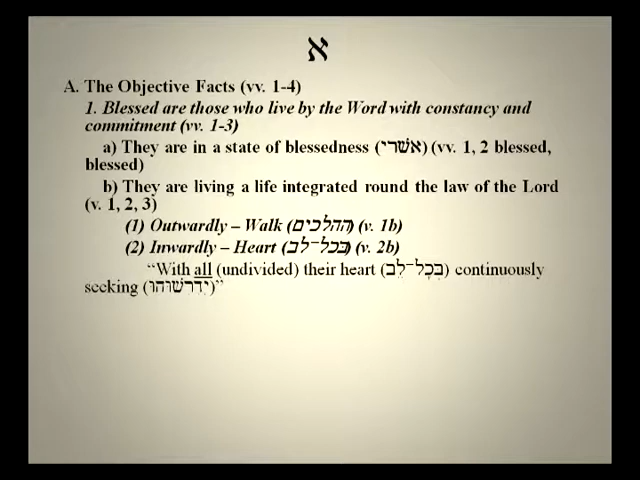 א
A. The Objective Facts (vv. 1-4)
1. Blessed are those who live by the Word with constancy and
commitment (vv. 1-3)
a) They are in a state of blessedness (אשׁרי) (vv. 1, 2 blessed,
blessed)
b) They are living a life integrated round the law of the Lord
(v. 1, 2, 3)
(1) Outwardly – Walk (ההלכים) (v. 1b)
(2) Inwardly – Heart (בּכל־לב) (v. 2b)
“With all (undivided) their heart (בְּכָל־לֵב) continuously
seeking (יִדְרְשׁוּהוּ)”